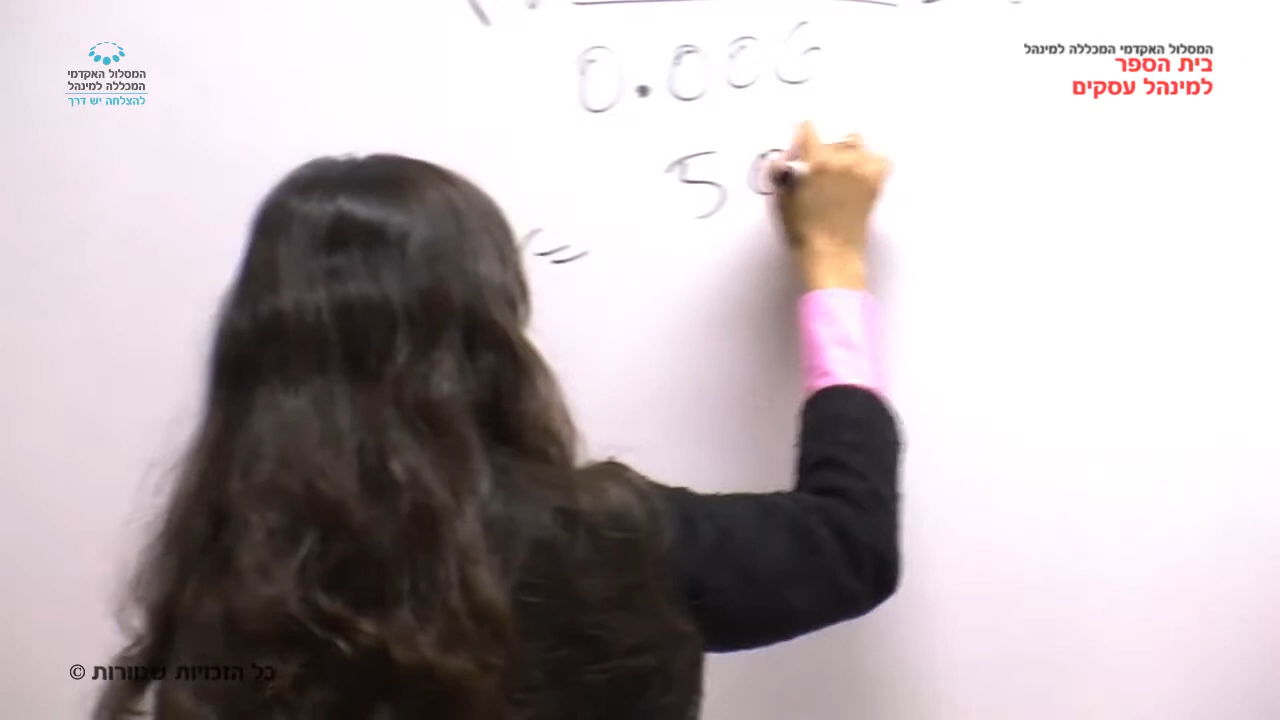 המסלול האקדמי המכללה למינהל
בית הספר
למינהל עסקים
המסלול האקדמי
המכללה למינהל
להצלחה יש דרך
0.006
50
=
כל הזכויות שמורות ©